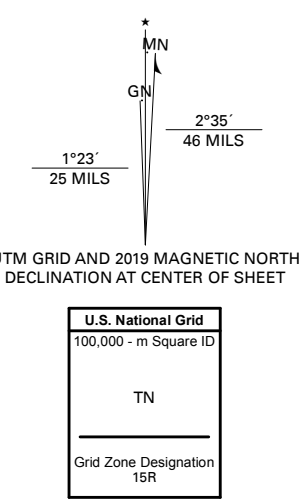 MN
GN
2°35´
46 MILS
1°23´
25 MILS
UTM GRID AND 2019 MAGNETIC NORTH
DECLINATION AT CENTER OF SHEET
U.S. National Grid
100,000 - m Square ID
TN
Grid Zone Designation
15R